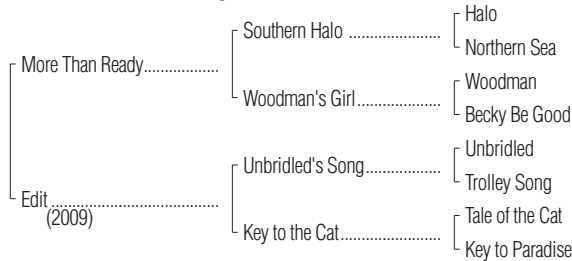 Halo
Southern Halo ....................
Northern Sea
More Than Ready.................
Woodman
Woodman's Girl...................
Becky Be Good
Unbridled
Unbridled's Song.................
Trolley Song
Edit......................................
(2009)
Tale of the Cat
Key to the Cat......................
Key to Paradise